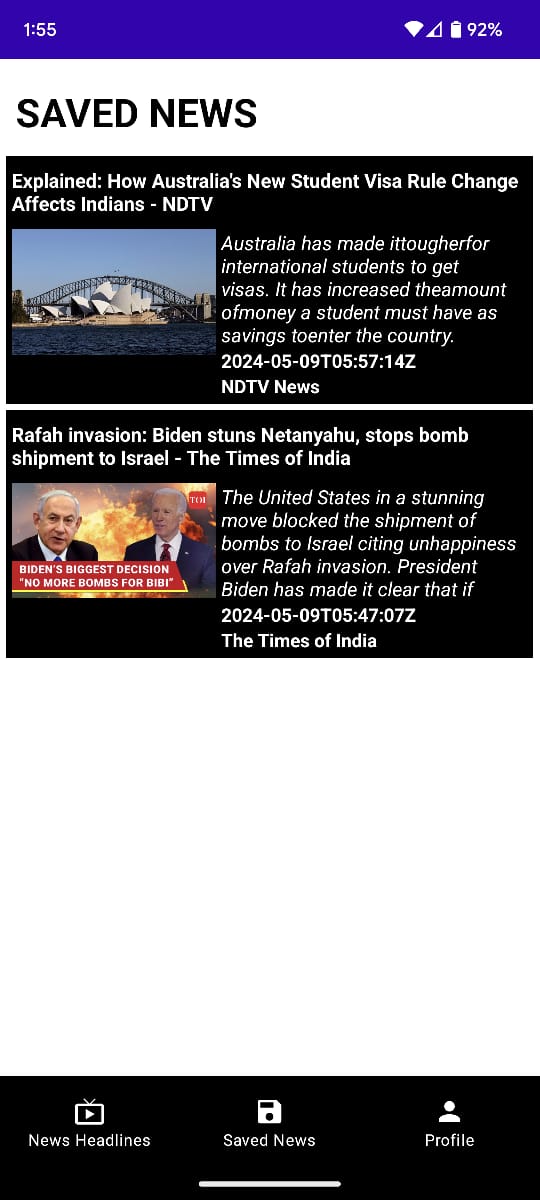 1:55
92%
SAVED NEWS
Explained: How Australia's New Student Visa Rule Change
Affects Indians - NDTV
Australia has made ittougherfor
international students to get
visas. It has increased theamount
ofmoney a student must have as
savings toenter the country.
2024-05-09T05:57:14Z
NDTV News
Rafah invasion: Biden stuns Netanyahu, stops bomb
shipment to Israel - The Times of India
TOI
BIDEN'S BIGGEST DECISION
"NO MORE BOMBS FOR BIBI"
The United States in a stunning
move blocked the shipment of
bombs to Israel citing unhappiness
over Rafah invasion. President
Biden has made it clear that if
2024-05-09T05:47:07Z
The Times of India
News Headlines
Saved News
Profile